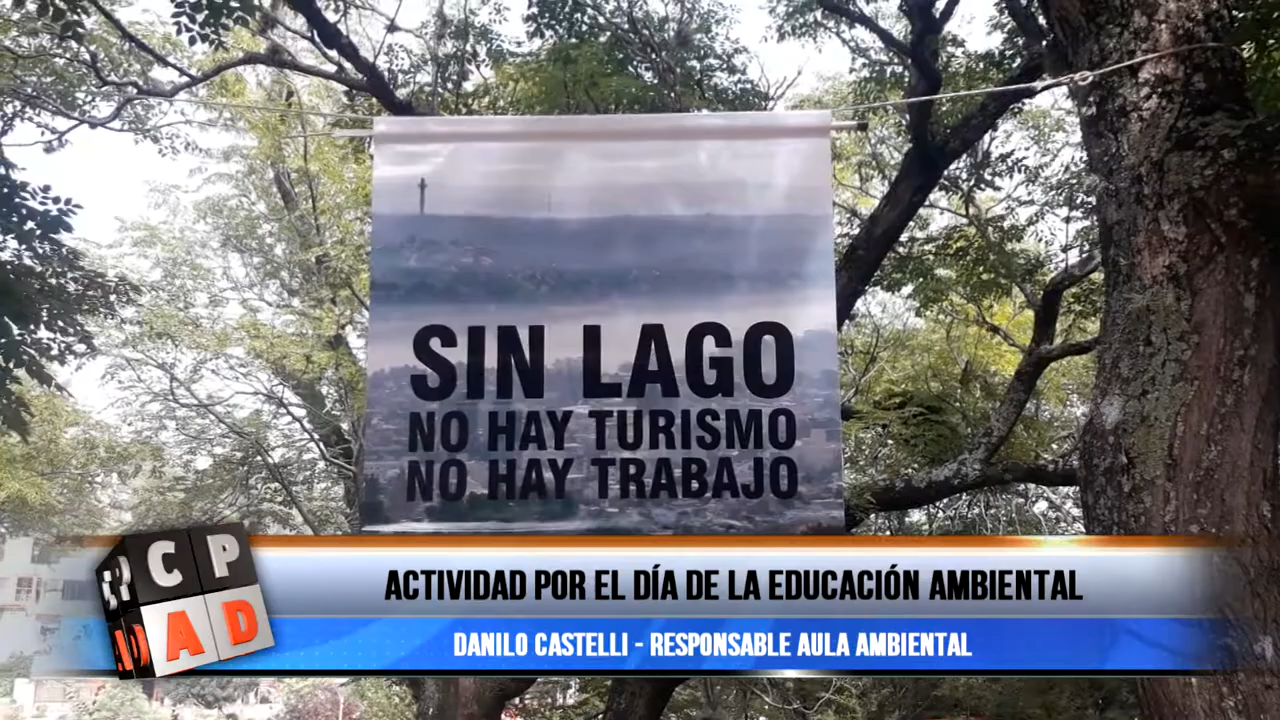 SIN LAGO
NO HAY TURISMO
NO HAY TRABAJO
CP
AD
ACTIVIDAD POR EL DÍA DE LA EDUCACIÓN AMBIENTAL
DANILO CASTELLI - RESPONSABLE AULA AMBIENTAL